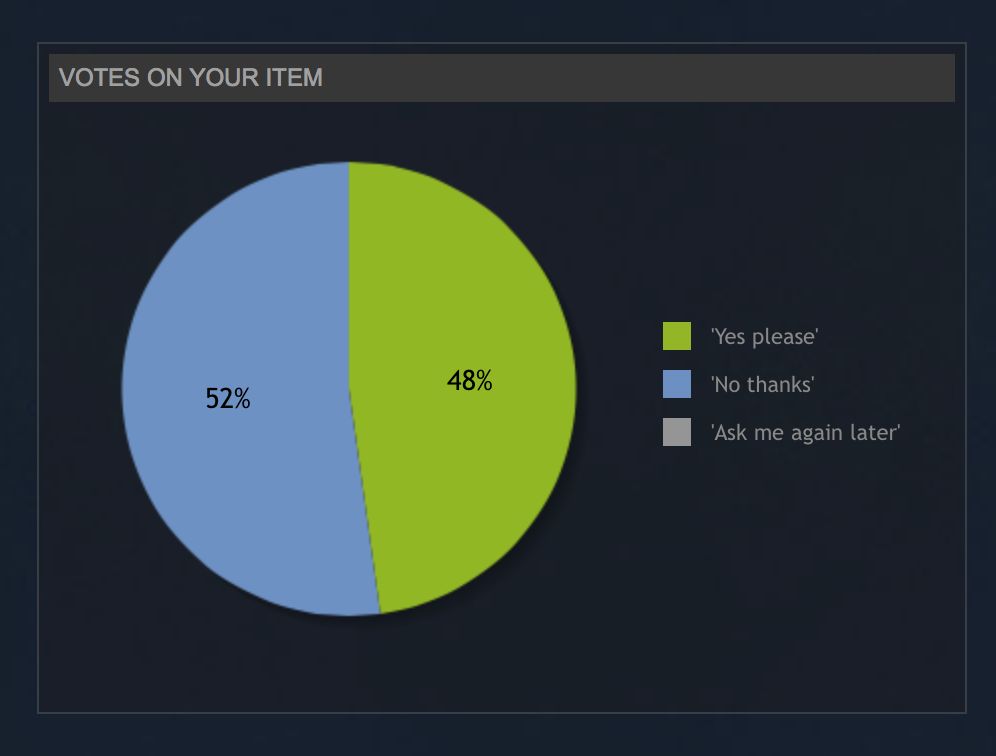 VOTES ON YOUR ITEM
52%
48%
'Yes please'
'No thanks'
'Ask me again later'